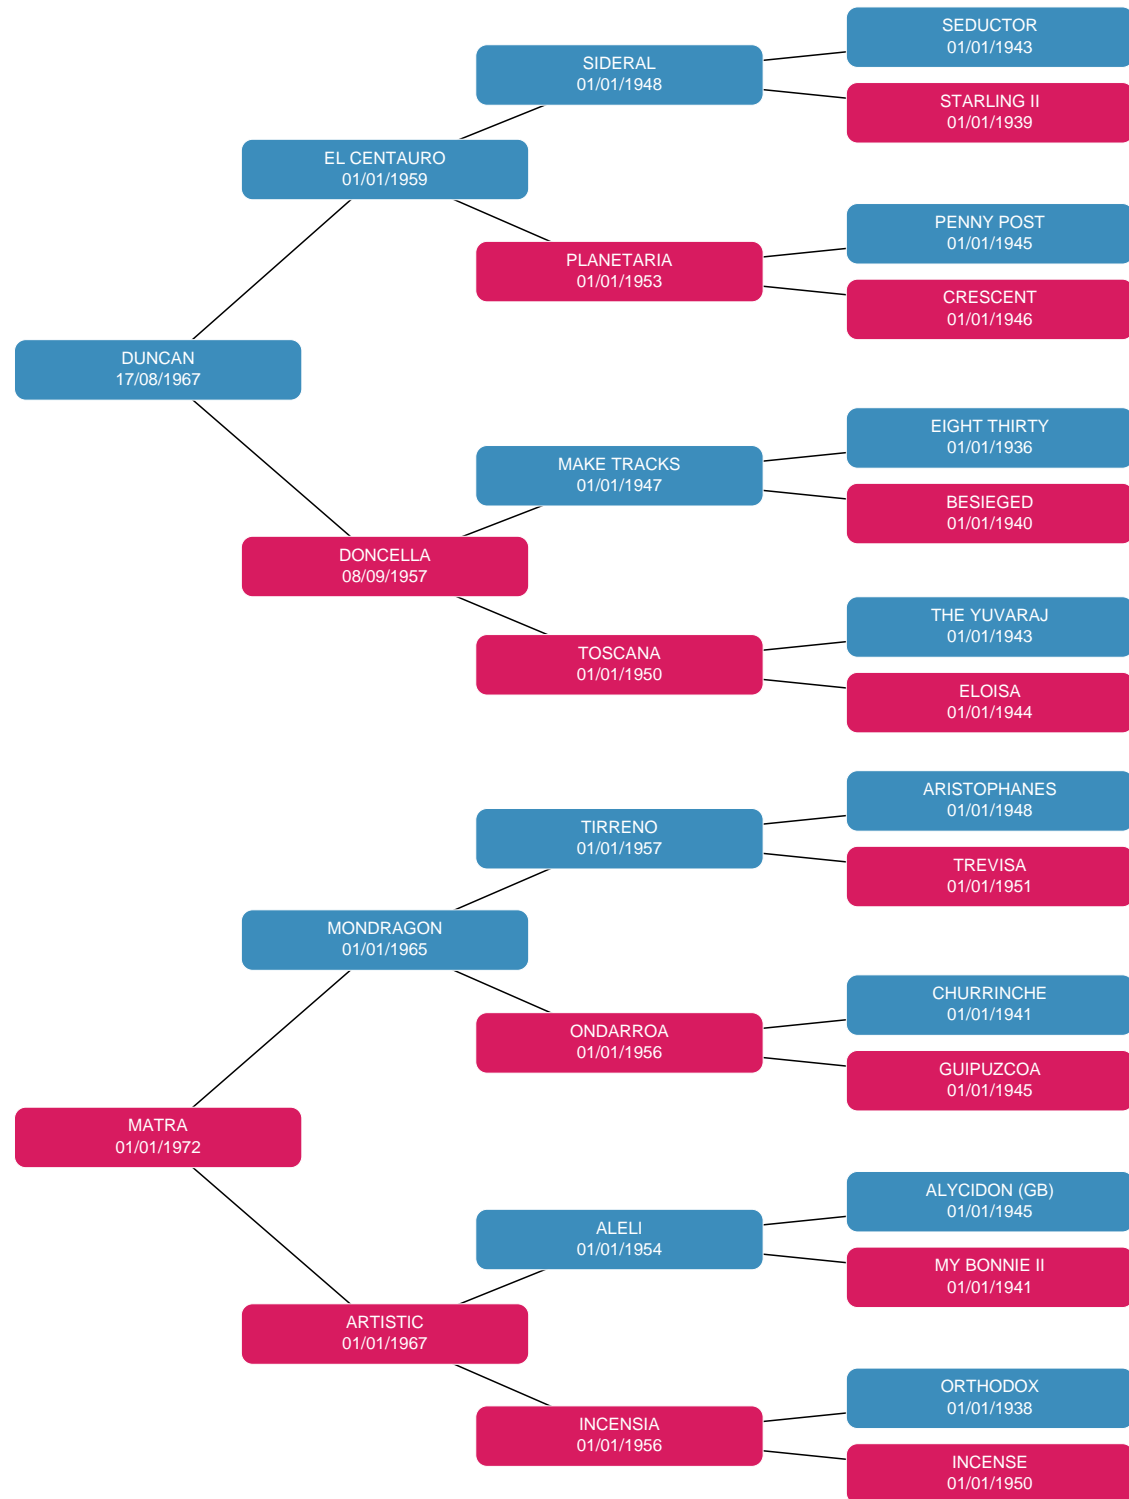 SEDUCTOR
01/01/1943
SIDERAL
01/01/1948
STARLING II
01/01/1939
EL CENTAURO
01/01/1959
PENNY POST
01/01/1945
PLANETARIA
01/01/1953
CRESCENT
01/01/1946
DUNCAN
17/08/1967
EIGHT THIRTY
01/01/1936
MAKE TRACKS
01/01/1947
BESIEGED
01/01/1940
DONCELLA
08/09/1957
THE YUVARAJ
01/01/1943
TOSCANA
01/01/1950
ELOISA
01/01/1944
ARISTOPHANES
01/01/1948
TIRRENO
01/01/1957
TREVISA
01/01/1951
MONDRAGON
01/01/1965
CHURRINCHE
01/01/1941
ONDARROA
01/01/1956
GUIPUZCOA
01/01/1945
MATRA
01/01/1972
ALYCIDON (GB)
01/01/1945
ALELI
01/01/1954
MY BONNIE II
01/01/1941
ARTISTIC
01/01/1967
ORTHODOX
01/01/1938
INCENSIA
01/01/1956
INCENSE
01/01/1950